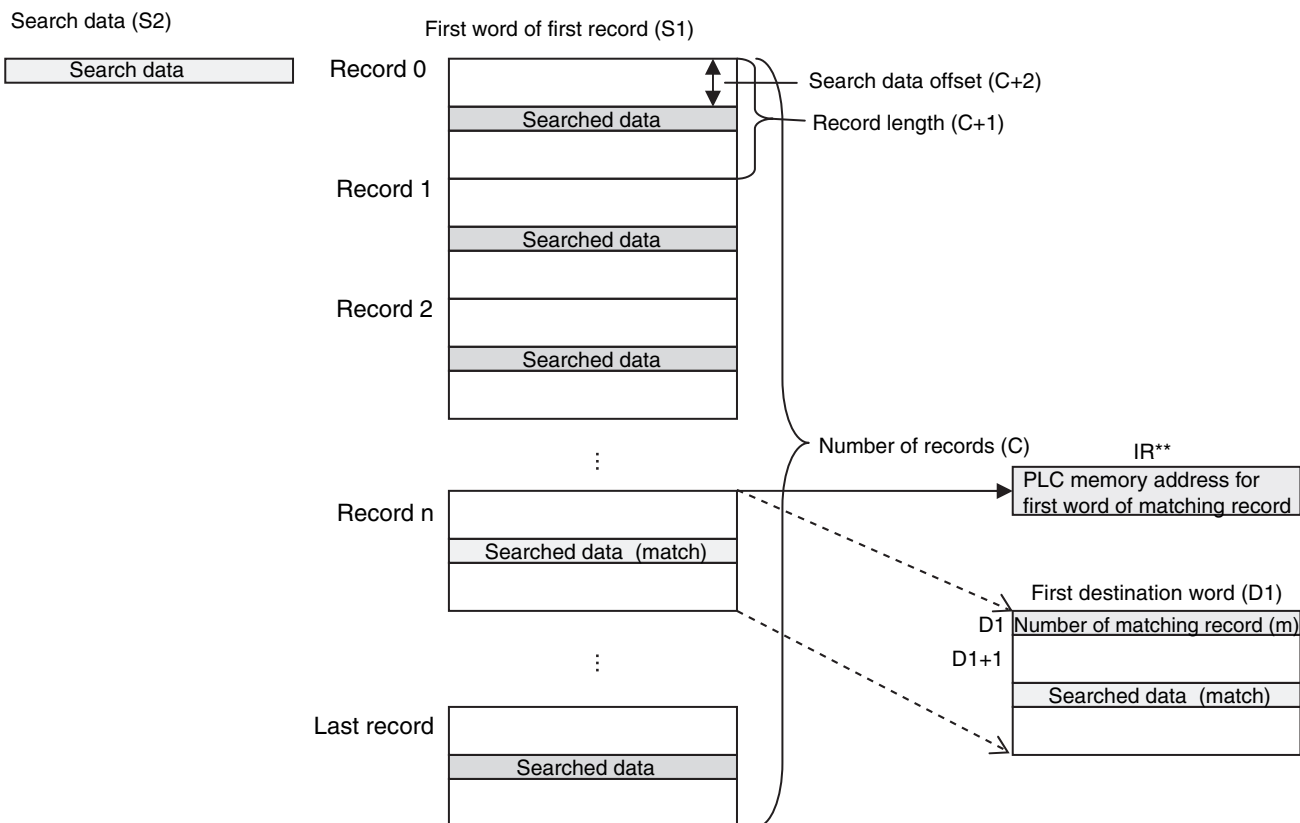 Search data (S2)
First word of first record (S1)
Search data
Record 0
Search data offset (C+2)
Searched data
Record length (C+1)
Record 1
Searched data
Record 2
Searched data
...
Number of records (C)
IR**
PLC memory address for
first word of matching record
Record n
Searched data (match)
First destination word (D1)
D1 Number of matching record (m)
D1+1
...
Searched data (match)
Last record
Searched data